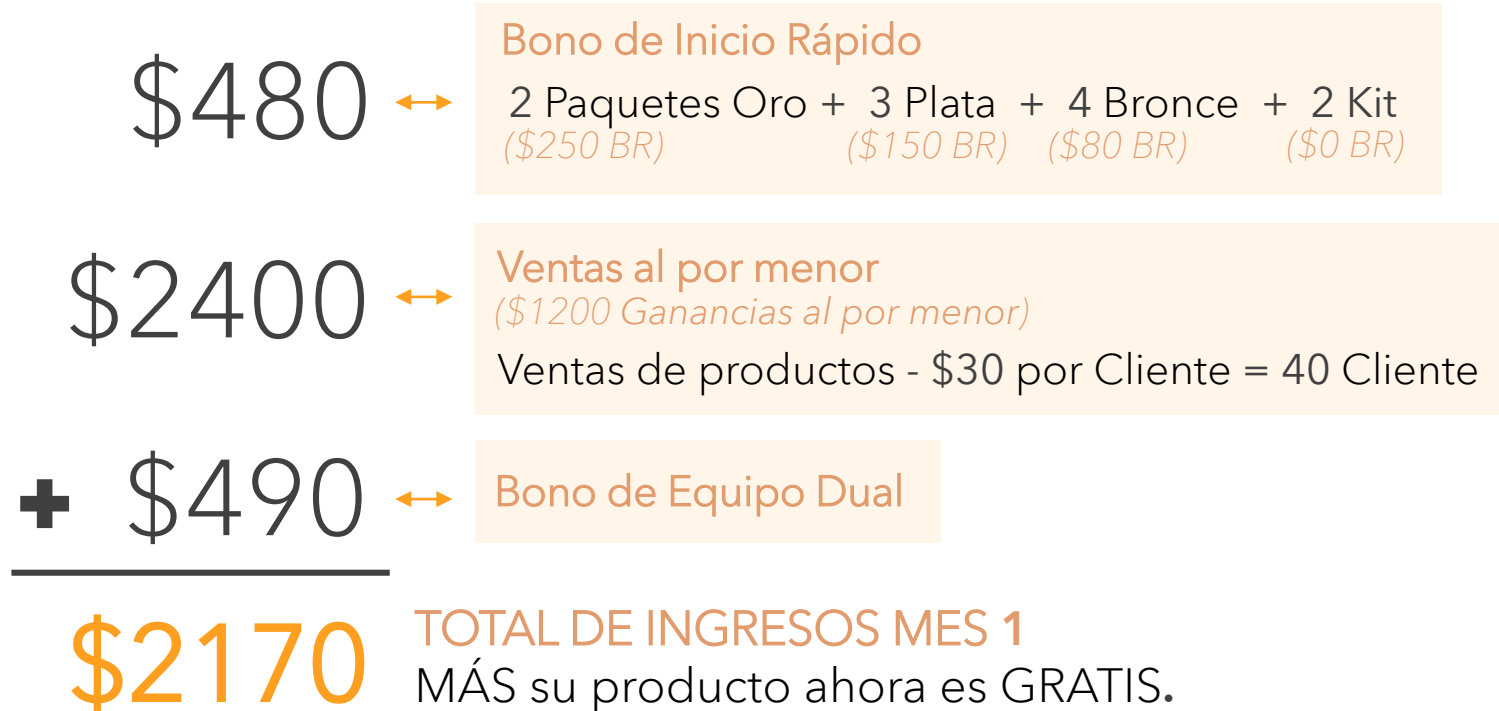 $480
Bono de Inicio Rápido
2 Paquetes Oro + 3 Plata + 4 Bronce + 2 Kit
($250 BR) ($150 BR) ($80 BR) ($0 BR)
$2400
Ventas al por menor
($1200 Ganancias al por menor)
Ventas de productos - $30 por Cliente = 40 Cliente
+ $490
Bono de Equipo Dual
$2170
TOTAL DE INGRESOS MES 1
MÁS su producto ahora es GRATIS.